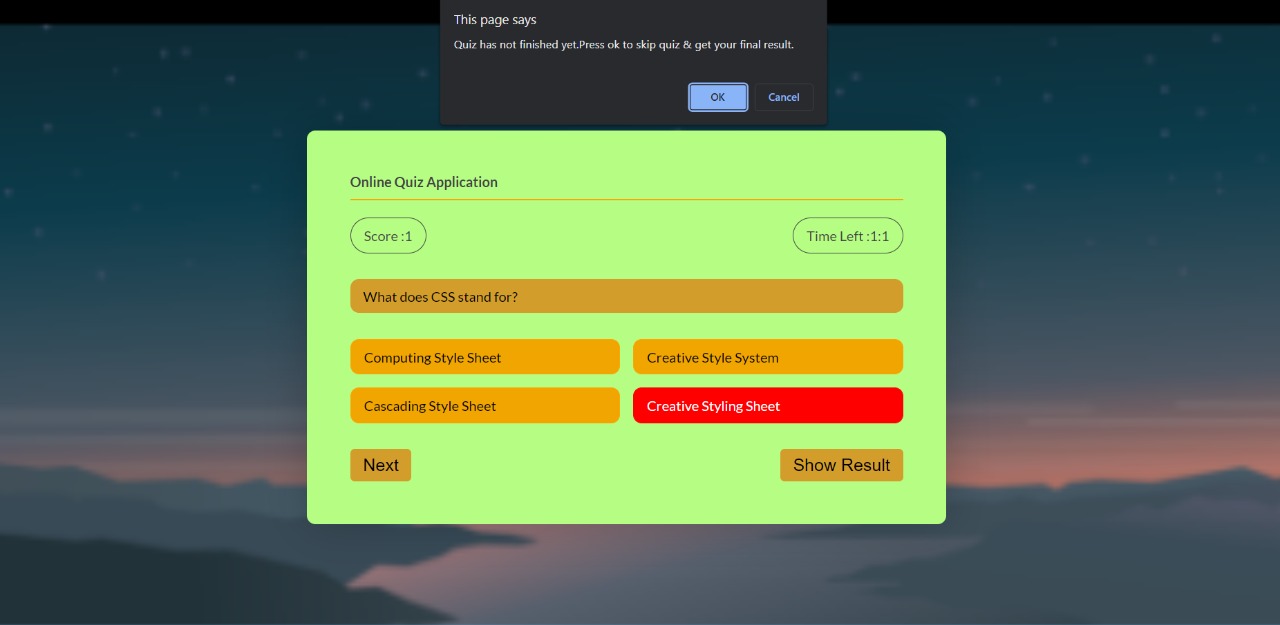 This page says
Quiz has not finished yet.Press ok to skip quiz & get your final result.
OK Cancel
Online Quiz Application
Score :1 Time Left :1:1
What does CSS stand for?
Computing Style Sheet Creative Style System
Cascading Style Sheet Creative Styling Sheet
Next Show Result